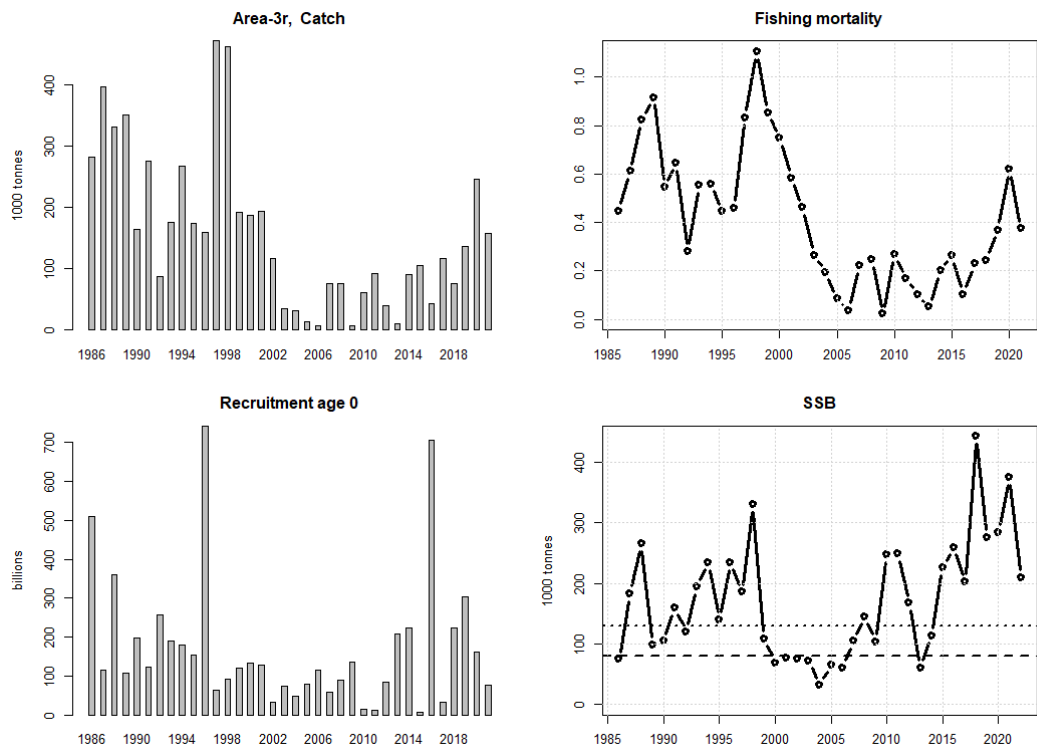 Area-3r, Catch
1000 tonnes
0 100 200 300 400
1986 1990 1994 1998 2002 2006 2010 2014 2018
Fishing mortality
0.0 0.2 0.4 0.6 0.8 1.0
1985 1990 1995 2000 2005 2010 2015 2020
Recruitment age 0
billions
0 100 200 300 400 500 600 700
1986 1990 1994 1998 2002 2006 2010 2014 2018
SSB
1000 tonnes
0 100 200 300 400
1985 1990 1995 2000 2005 2010 2015 2020